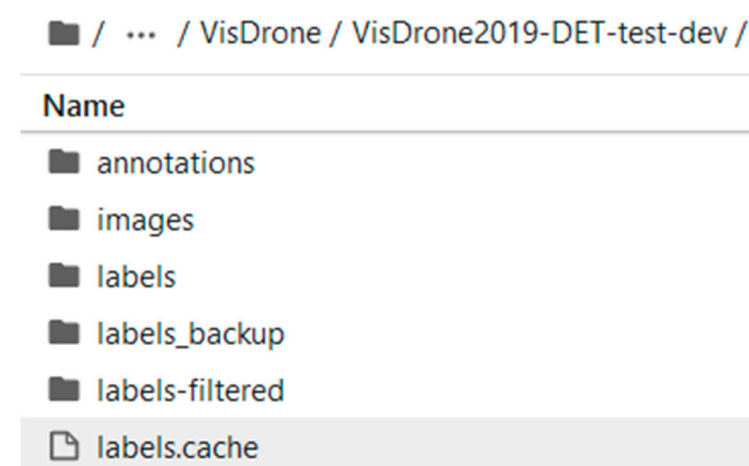 / ... / VisDrone / VisDrone2019-DET-test-dev /
Name
annotations
images
labels
labels_backup
labels-filtered
labels.cache